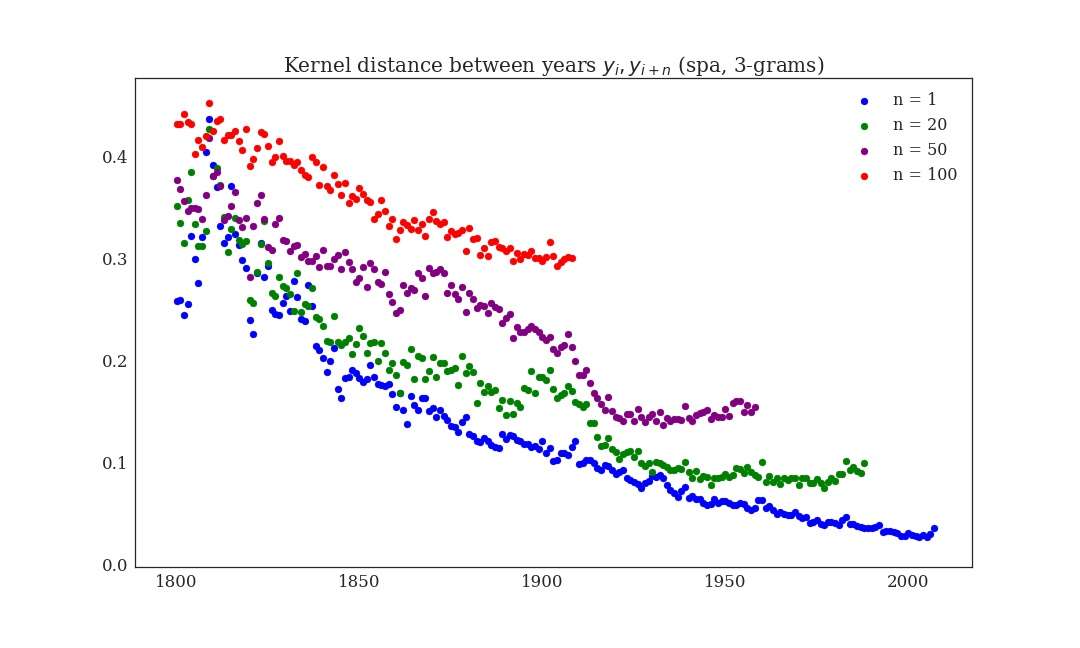 Kernel distance between years $y_i, y_{i+n}$ (spa, 3-grams)
n = 1
n = 20
n = 50
n = 100
0.4
0.3
0.2
0.1
0.0
1800 1850 1900 1950 2000